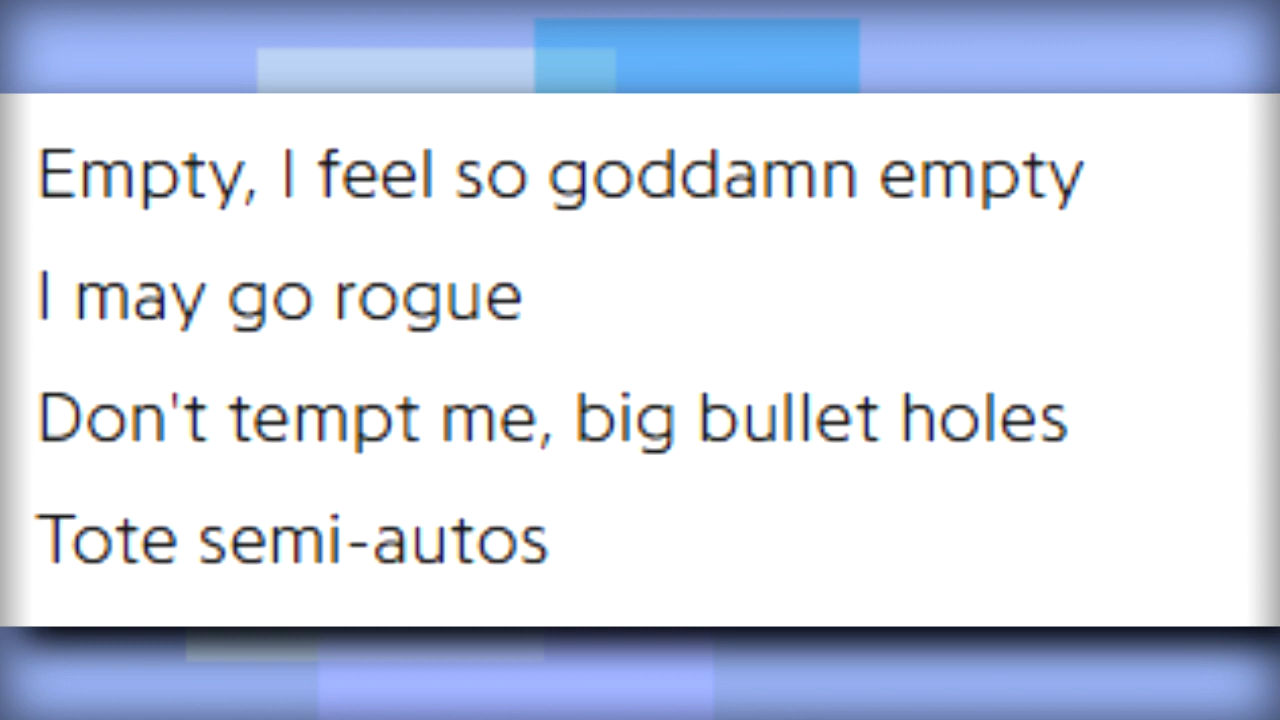 Empty, I feel so goddamn empty
I may go rogue
Don't tempt me, big bullet holes
Tote semi-autos